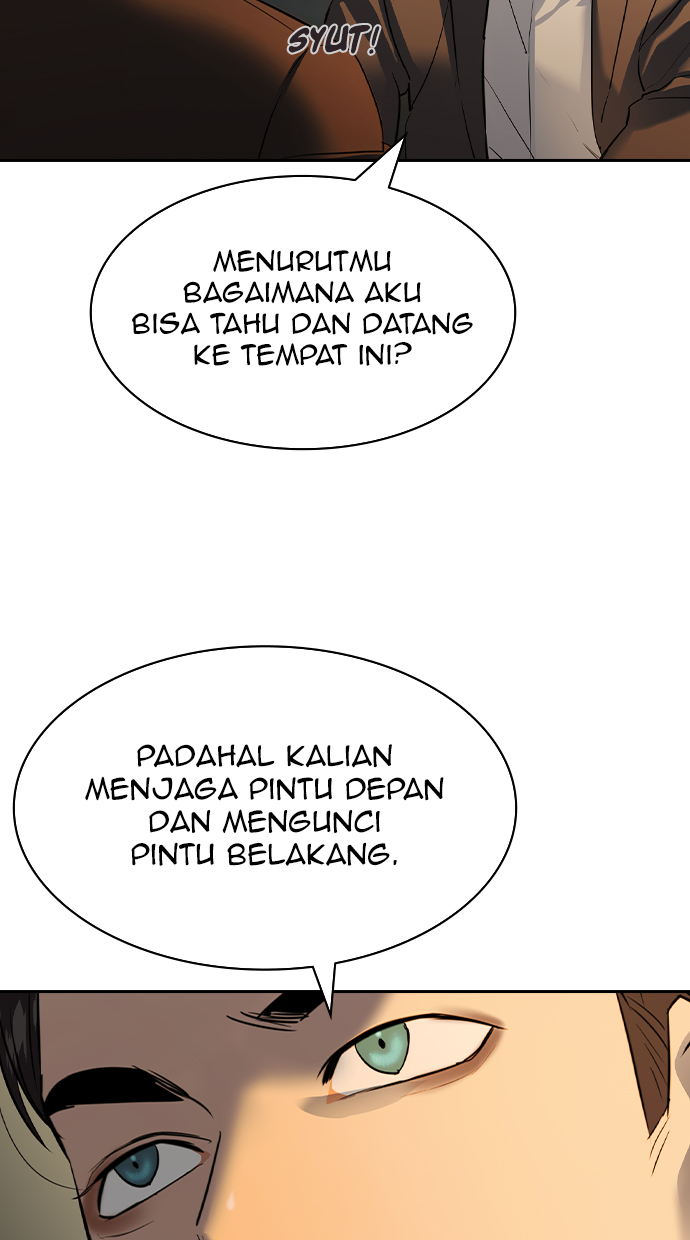 SYUT!
MENURUTMU
BAGAIMANA AKU
BISA TAHU DAN DATANG
KE TEMPAT INI?
PADAHAL KALIAN
MENJAGA PINTU DEPAN
DAN MENGUNCI
PINTU BELAKANG.